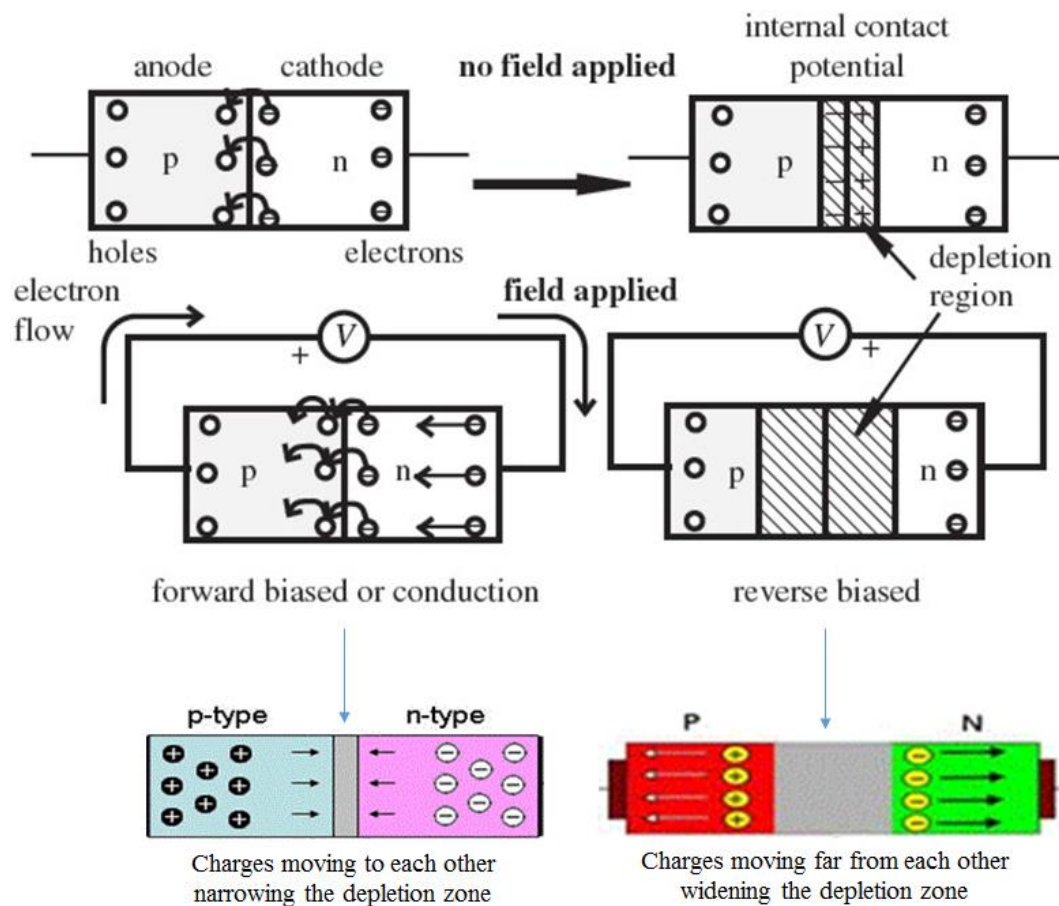 anode cathode
no field applied
internal contact
potential
p n
p n
holes electrons
depletion
region
electron
flow
field applied
+ V
V +
p n
p n
forward biased or conduction
reverse biased
p-type n-type
P N
Charges moving to each other
narrowing the depletion zone
Charges moving far from each other
widening the depletion zone